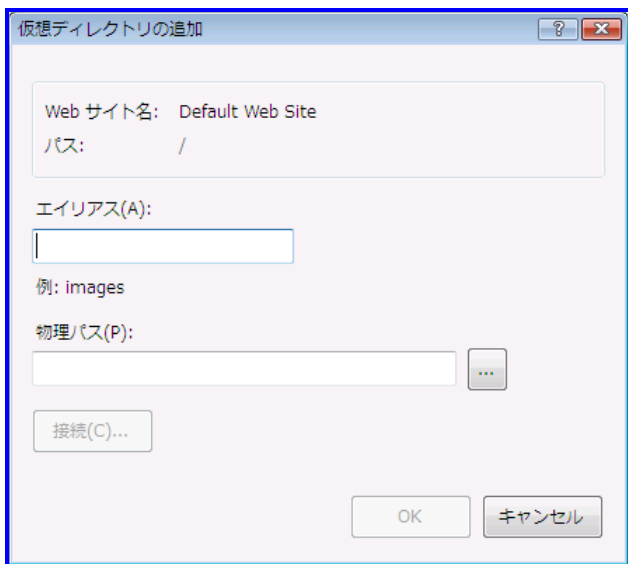 仮想ディレクトリの追加
Web サイト名: Default Web Site
パス: /
エイリアス(A):
例: images
物理パス(P):
...
接続(C)...
OK キャンセル